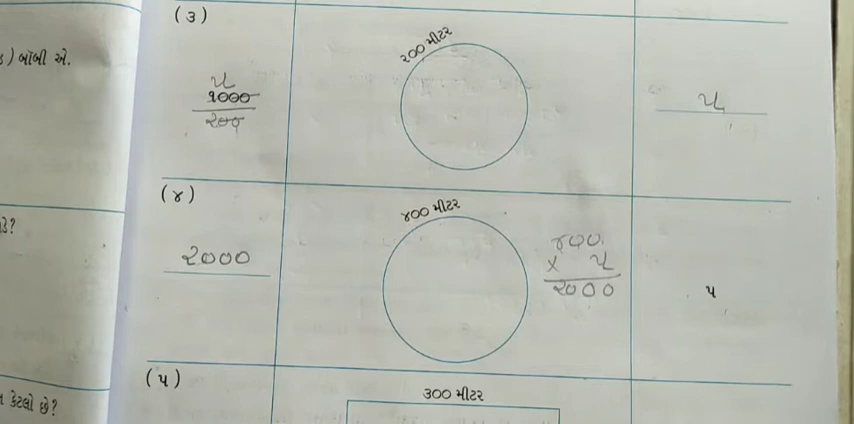 (૩)
) બૉબી એ.
૨૦૦ મીટર
૫
૧૦૦૦
૨૦૦
૫
(૪)
ડે?
૪૦૦ મીટર
૨૦૦૦
૪૦૦
X ૫
૨૦૦૦
૫
(૫)
કેટલો છે?
૩૦૦ મીટર